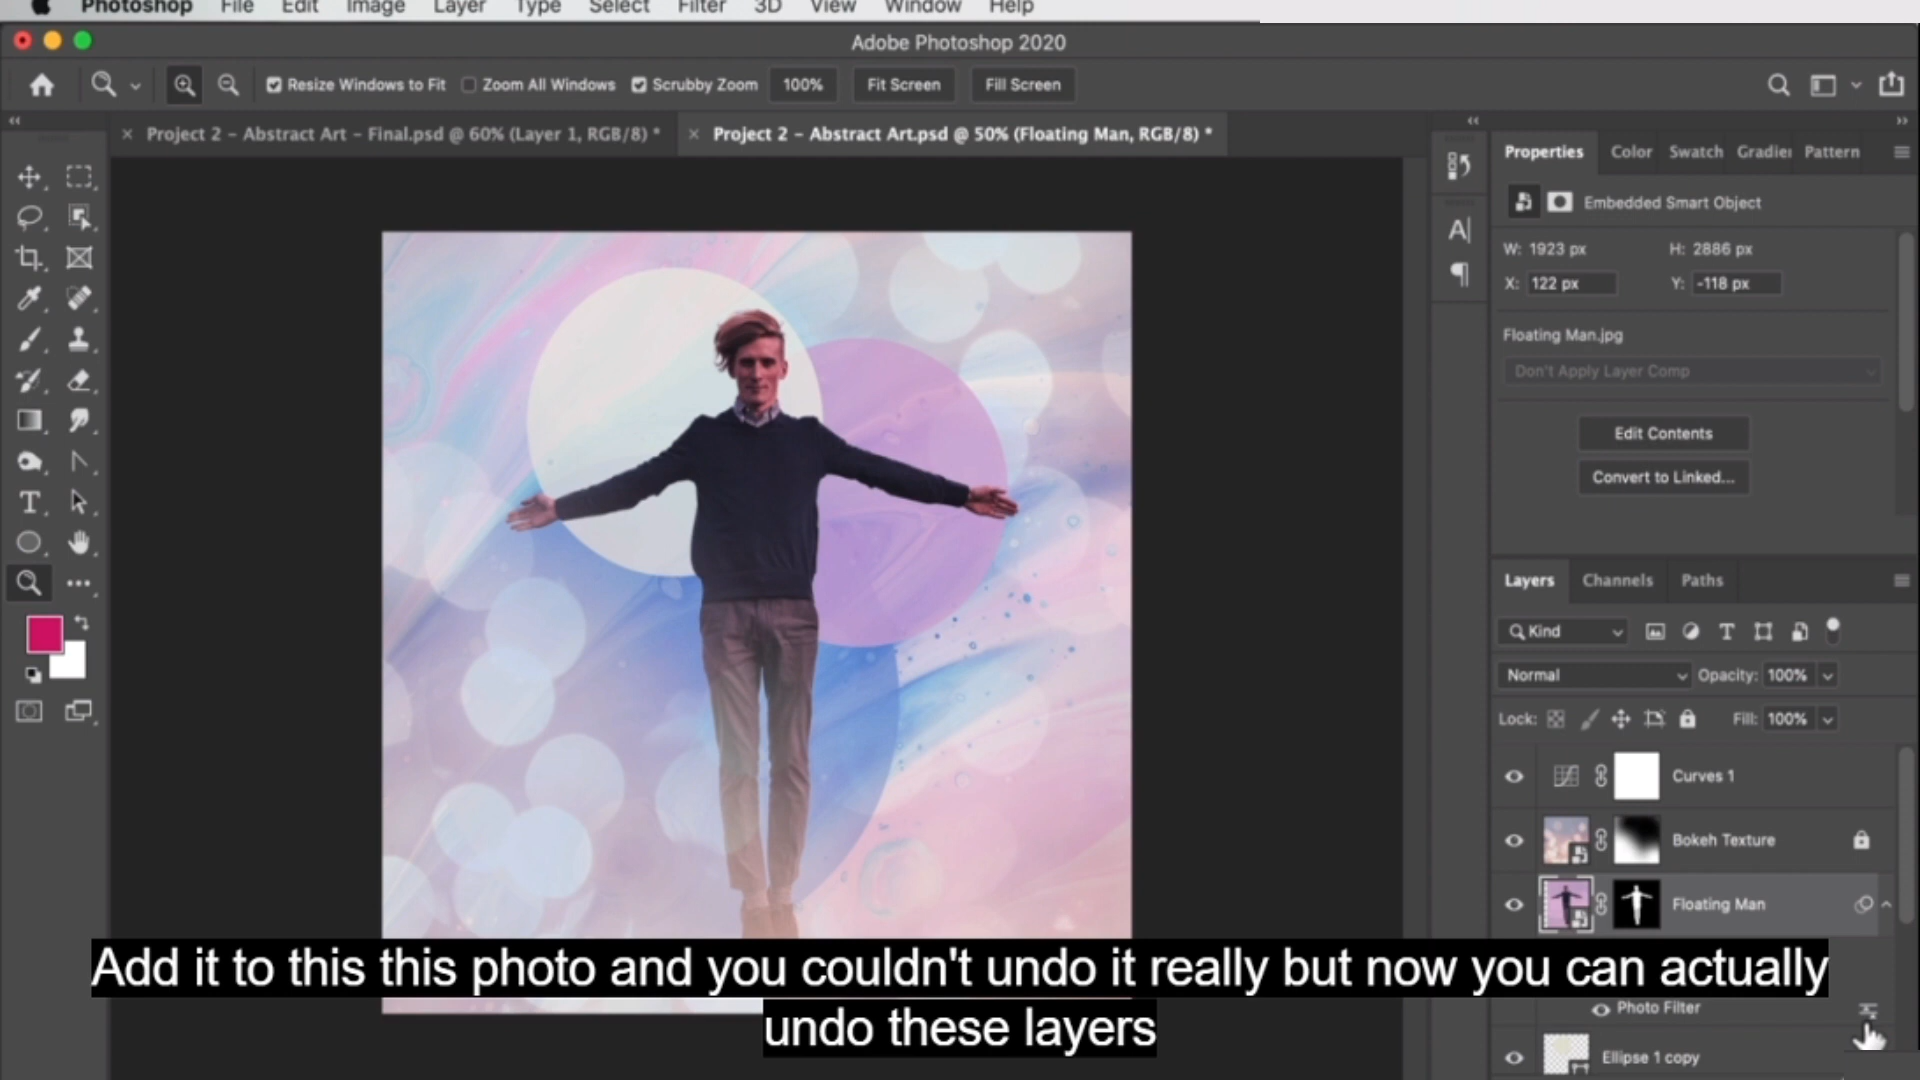 Photoshop File Edit Image Layer Type Select Filter 3D View Window Help
Adobe Photoshop 2020
Resize Windows to Fit Zoom All Windows Scrubby Zoom 100% Fit Screen Fill Screen
Project 2 - Abstract Art - Final.psd @ 60% (Layer 1, RGB/8) *
Project 2 - Abstract Art.psd @ 50% (Floating Man, RGB/8) *
Properties Color Swatch Gradier Pattern
Embedded Smart Object
W: 1923 px H: 2886 px
X: 122 px Y: -118 px
Floating Man.jpg
Don't Apply Layer Comp
Edit Contents
Convert to Linked...
Layers Channels Paths
Kind
Normal Opacity: 100%
Lock: Fill: 100%
Curves 1
Bokeh Texture
Floating Man
Add it to this this photo and you couldn't undo it really but now you can actually
undo these layers
Photo Filter
Ellipse 1 copy